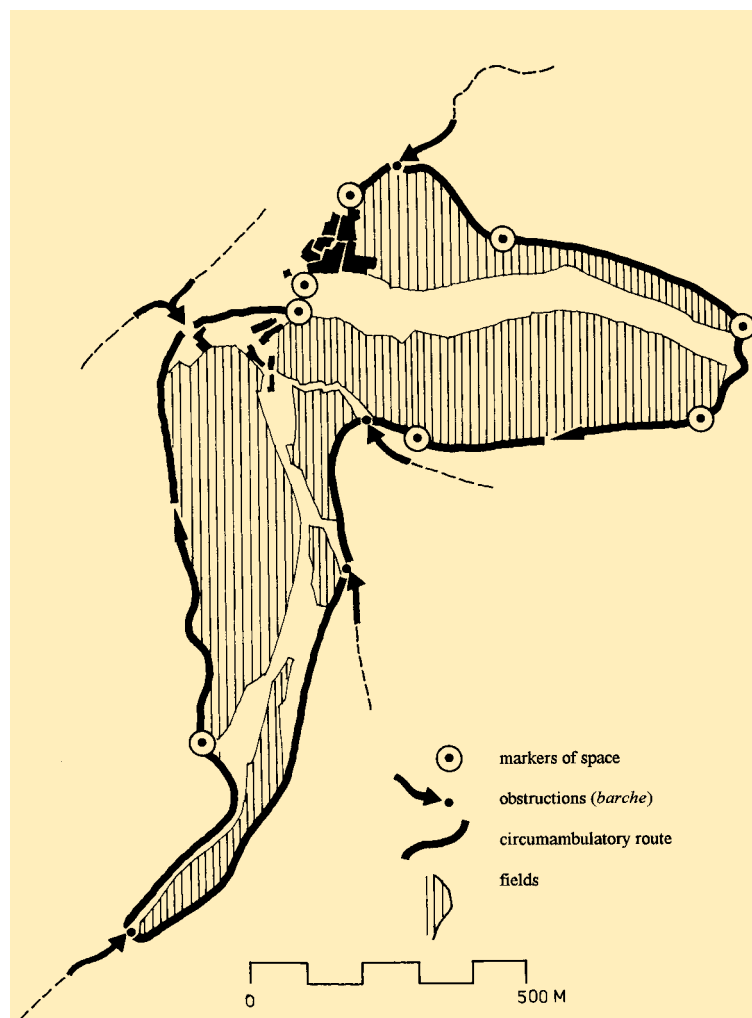 markers of space
obstructions (barche)
circumambulatory route
fields
0 500 M